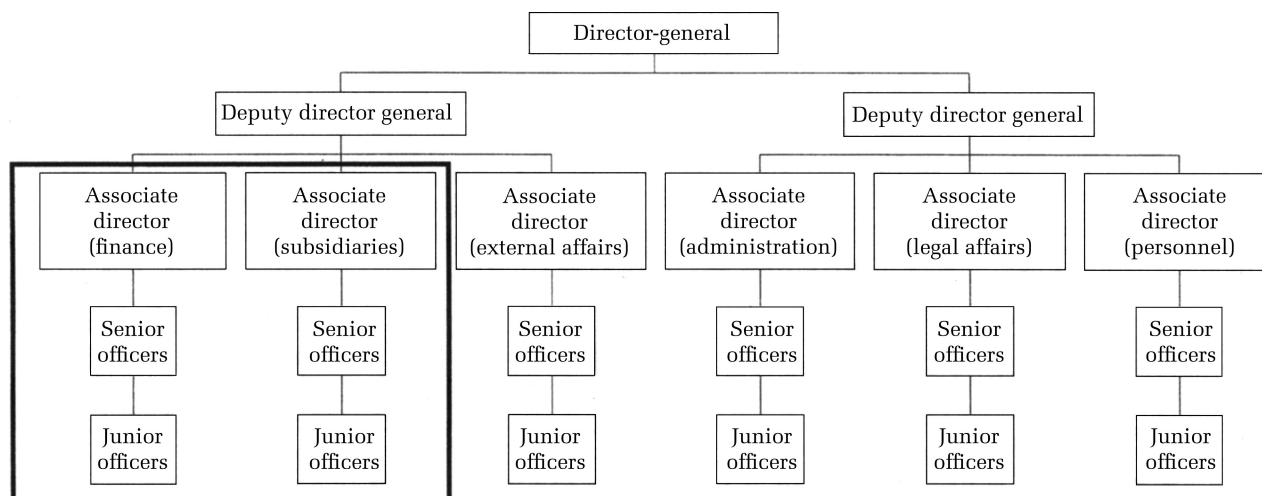 Director-general
Deputy director general
Deputy director general
Associate
director
(finance)
Associate
director
(subsidiaries)
Associate
director
(external affairs)
Associate
director
(administration)
Associate
director
(legal affairs)
Associate
director
(personnel)
Senior
officers
Senior
officers
Senior
officers
Senior
officers
Senior
officers
Senior
officers
Junior
officers
Junior
officers
Junior
officers
Junior
officers
Junior
officers
Junior
officers